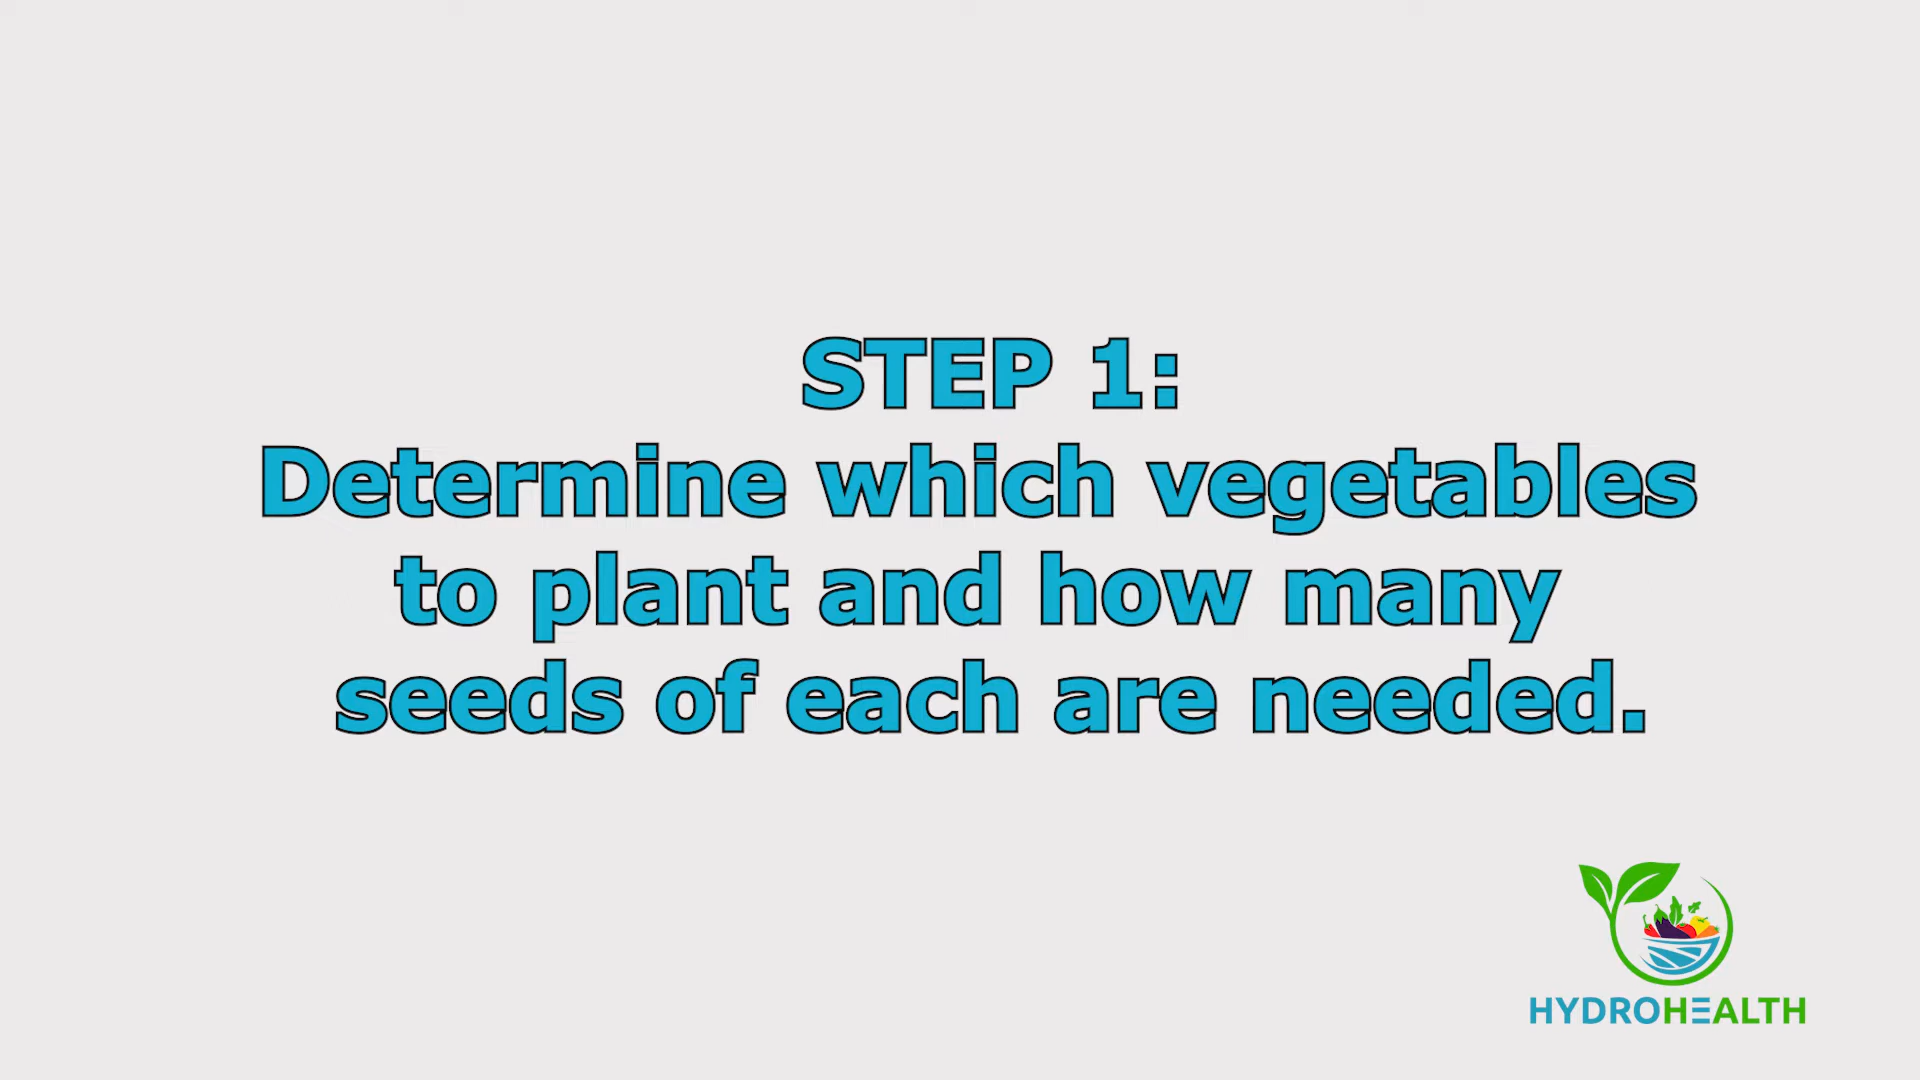 STEP 1:
Determine which vegetables
to plant and how many
seeds of each are needed.
HYDROHEALTH